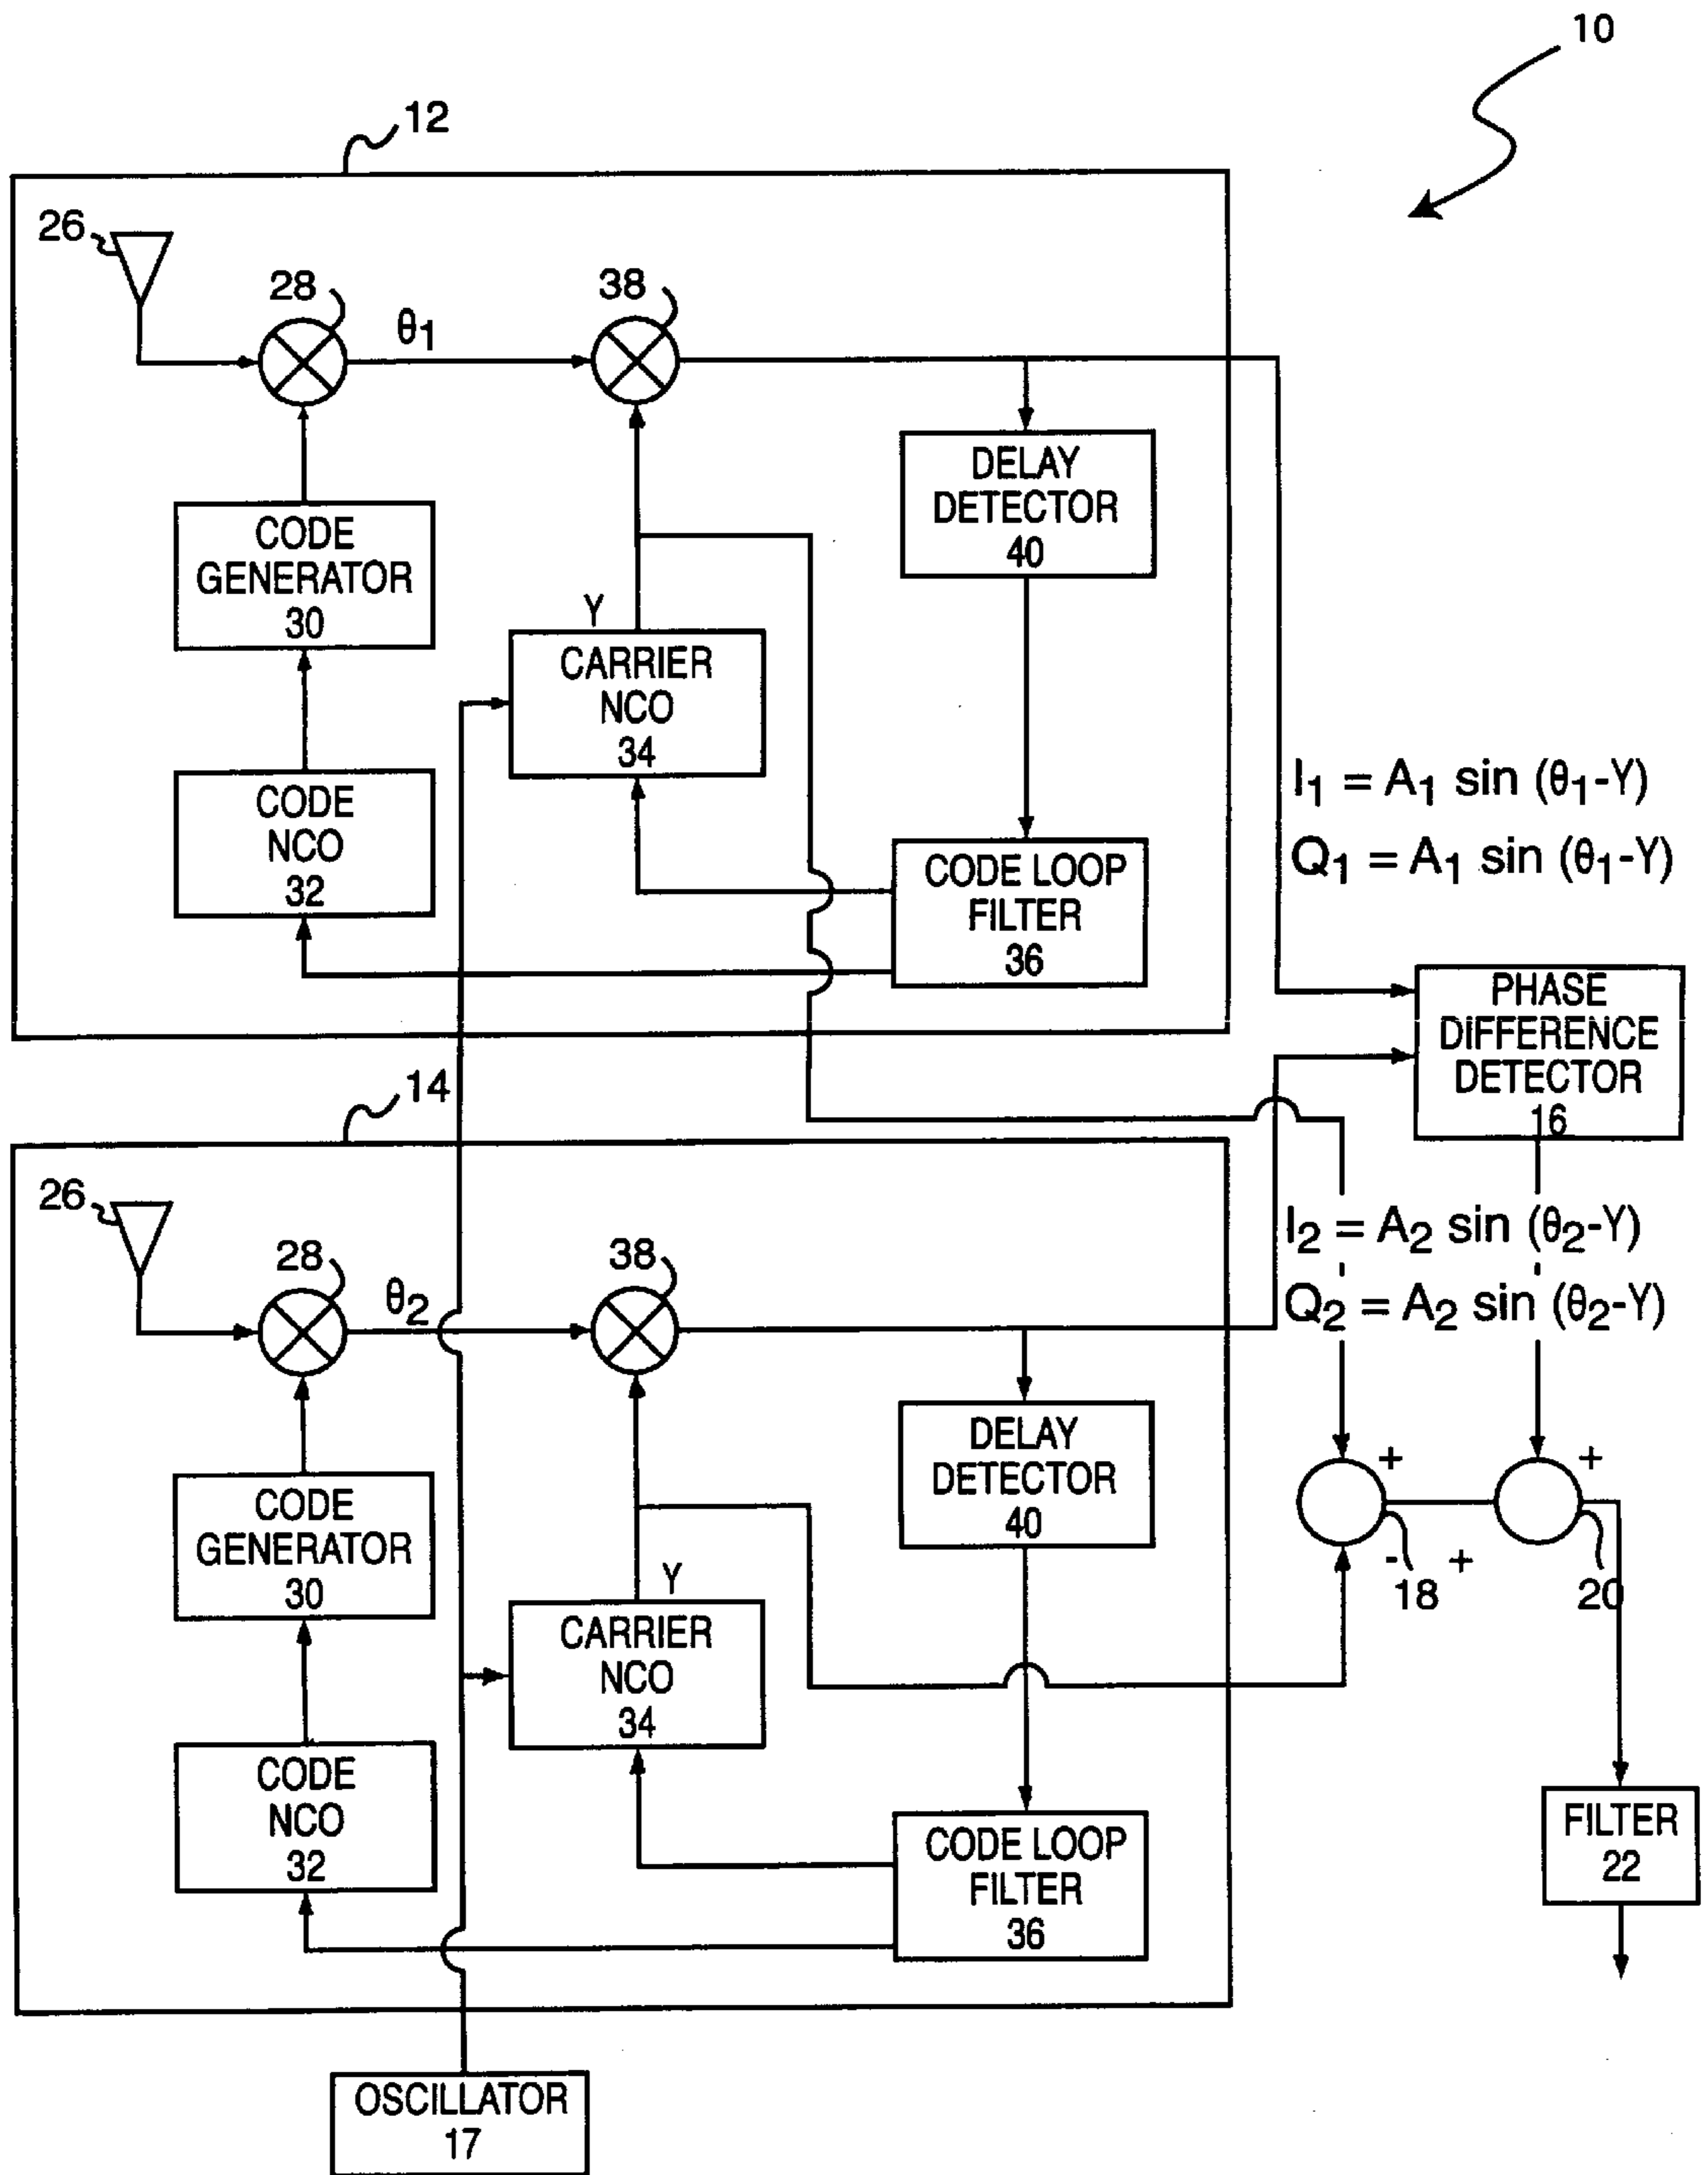 10
12
26
28
θ1
38
DELAY
DETECTOR
40
CODE
GENERATOR
30
Y
CARRIER
NCO
34
CODE
NCO
32
CODE LOOP
FILTER
36
I1 = A1 sin (θ1-Y)
Q1 = A1 sin (θ1-Y)
PHASE
DIFFERENCE
DETECTOR
16
14
26
28
θ2
38
I2 = A2 sin (θ2-Y)
Q2 = A2 sin (θ2-Y)
DELAY
DETECTOR
40
CODE
GENERATOR
30
Y
CARRIER
NCO
34
+
+
- 18 +
20
CODE
NCO
32
CODE LOOP
FILTER
36
FILTER
22
OSCILLATOR
17